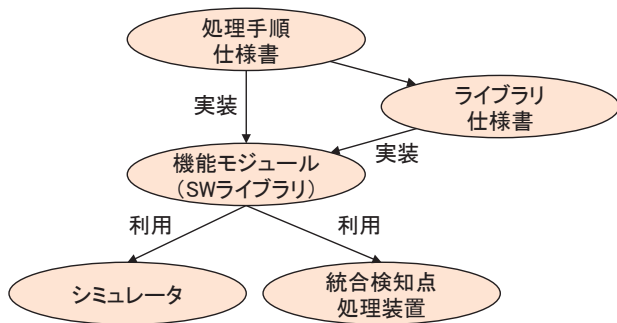 処理手順
仕様書
実装
ライブラリ
仕様書
実装
機能モジュール
（SWライブラリ）
利用
利用
シミュレータ
統合検知点
処理装置